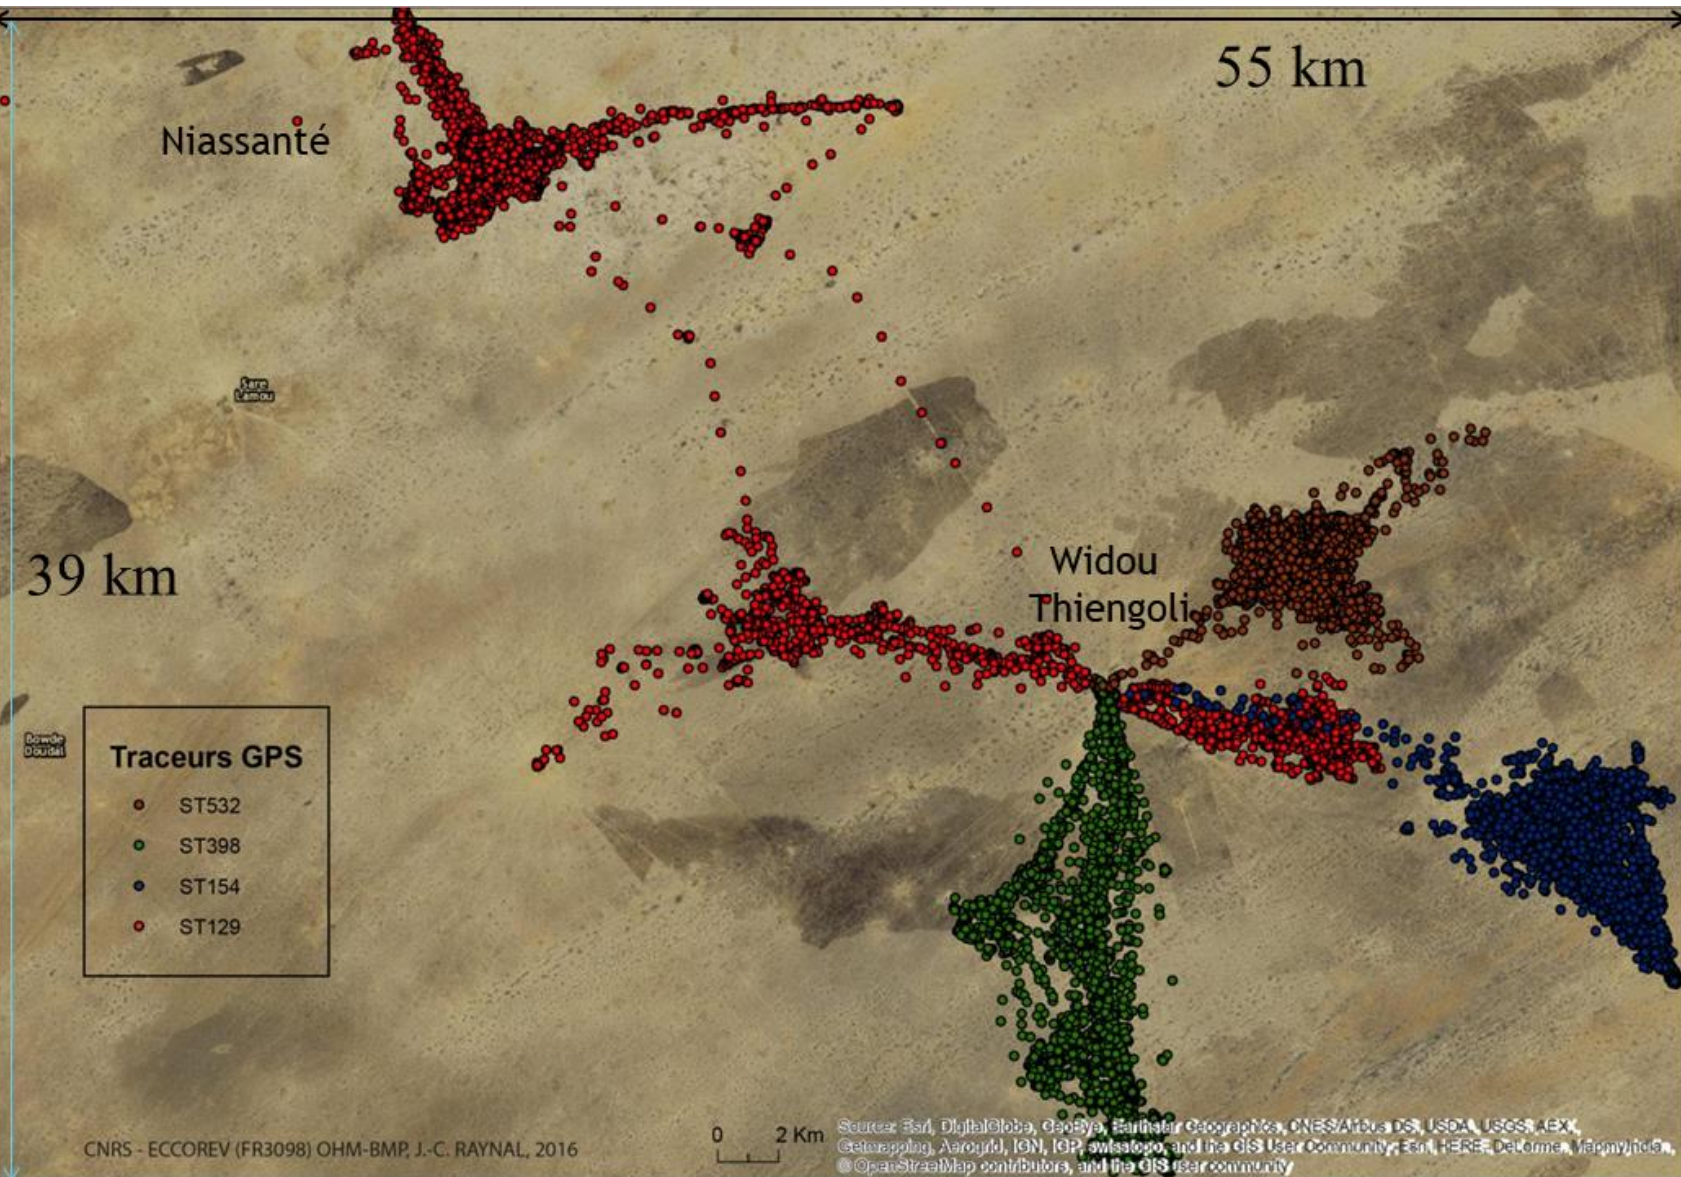 55 km
Niassanté
Sare
Lamou
Widou
Thiengoli
39 km
Bowde
Doudal
Traceurs GPS
ST532
ST398
ST154
ST129
0 2 Km
CNRS - ECCOREV (FR3098) OHM-BMP, J.-C. RAYNAL, 2016
Source: Esri, DigitalGlobe, GeoEye, Earthstar Geographics, CNES/Airbus DS, USDA, USGS, AEX,
Getmapping, Aerogrid, IGN, IGP, swisstopo, and the GIS User Community, Esri, HERE, DeLorme, MapmyIndia,
© OpenStreetMap contributors, and the GIS user community